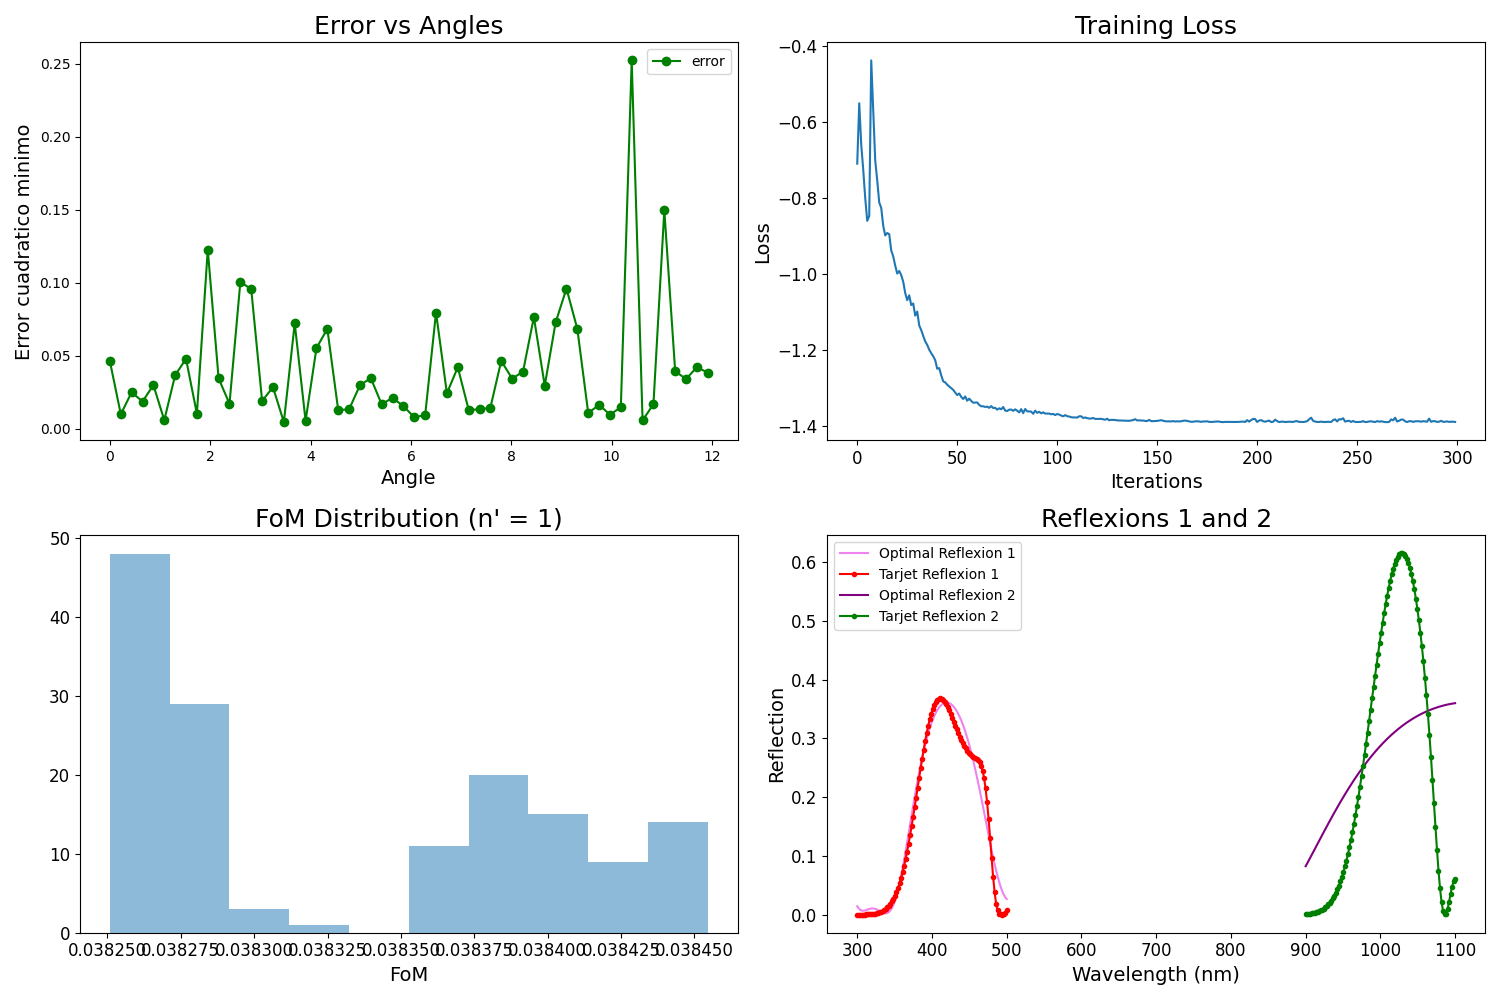 Error vs Angles
error
0.25
0.20
0.15
0.10
0.05
0.00
Error cuadratico minimo
0 2 4 6 8 10 12
Angle
Training Loss
−0.4
−0.6
−0.8
−1.0
−1.2
−1.4
Loss
0 50 100 150 200 250 300
Iterations
FoM Distribution (n' = 1)
50
40
30
20
10
0
0.038250 0.038275 0.038300 0.038325 0.038350 0.038375 0.038400 0.038425 0.038450
FoM
Reflexions 1 and 2
Optimal Reflexion 1
Tarjet Reflexion 1
Optimal Reflexion 2
Tarjet Reflexion 2
0.6
0.5
0.4
0.3
0.2
0.1
0.0
Reflection
300 400 500 600 700 800 900 1000 1100
Wavelength (nm)